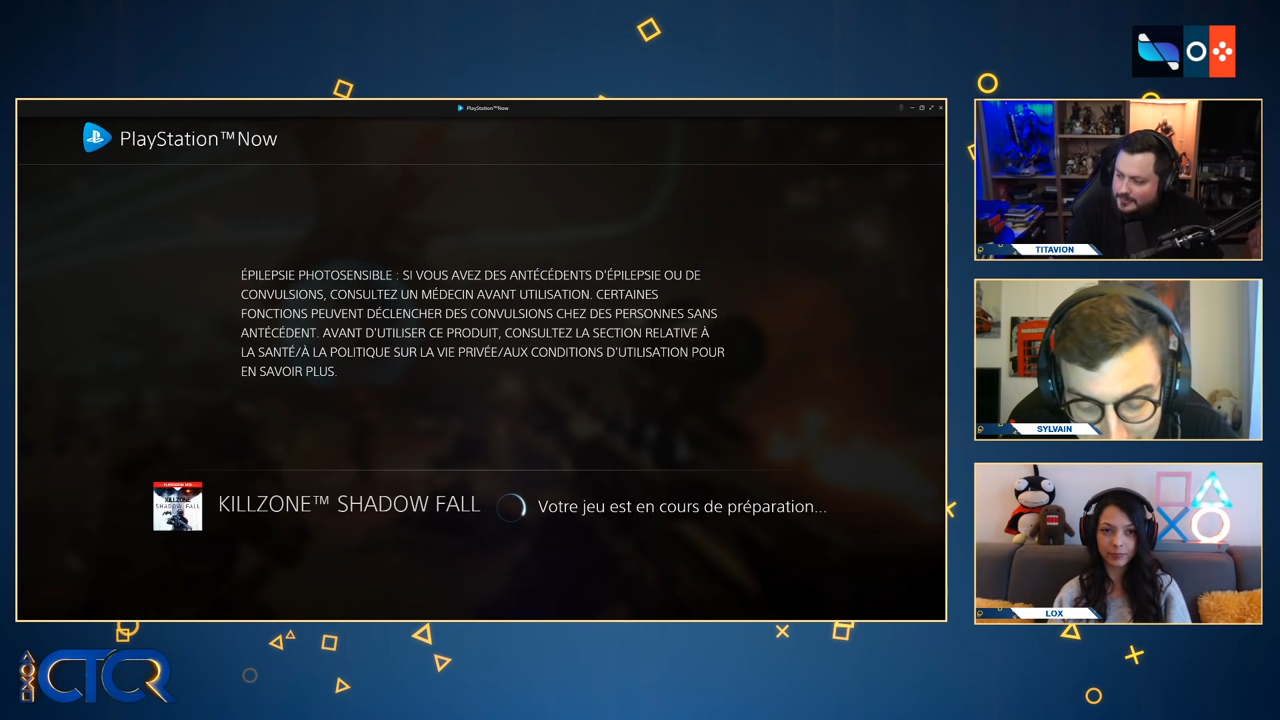 PlayStation™Now
PlayStation™Now
ÉPILEPSIE PHOTOSENSIBLE : SI VOUS AVEZ DES ANTÉCÉDENTS D'ÉPILEPSIE OU DE
CONVULSIONS, CONSULTEZ UN MÉDECIN AVANT UTILISATION. CERTAINES
FONCTIONS PEUVENT DÉCLENCHER DES CONVULSIONS CHEZ DES PERSONNES SANS
ANTÉCÉDENT. AVANT D'UTILISER CE PRODUIT, CONSULTEZ LA SECTION RELATIVE À
LA SANTÉ/À LA POLITIQUE SUR LA VIE PRIVÉE/AUX CONDITIONS D'UTILISATION POUR
EN SAVOIR PLUS.
KILLZONE
SHADOW FALL
KILLZONE™ SHADOW FALL
Votre jeu est en cours de préparation...
TITAVION
SYLVAIN
LOX
CTCR